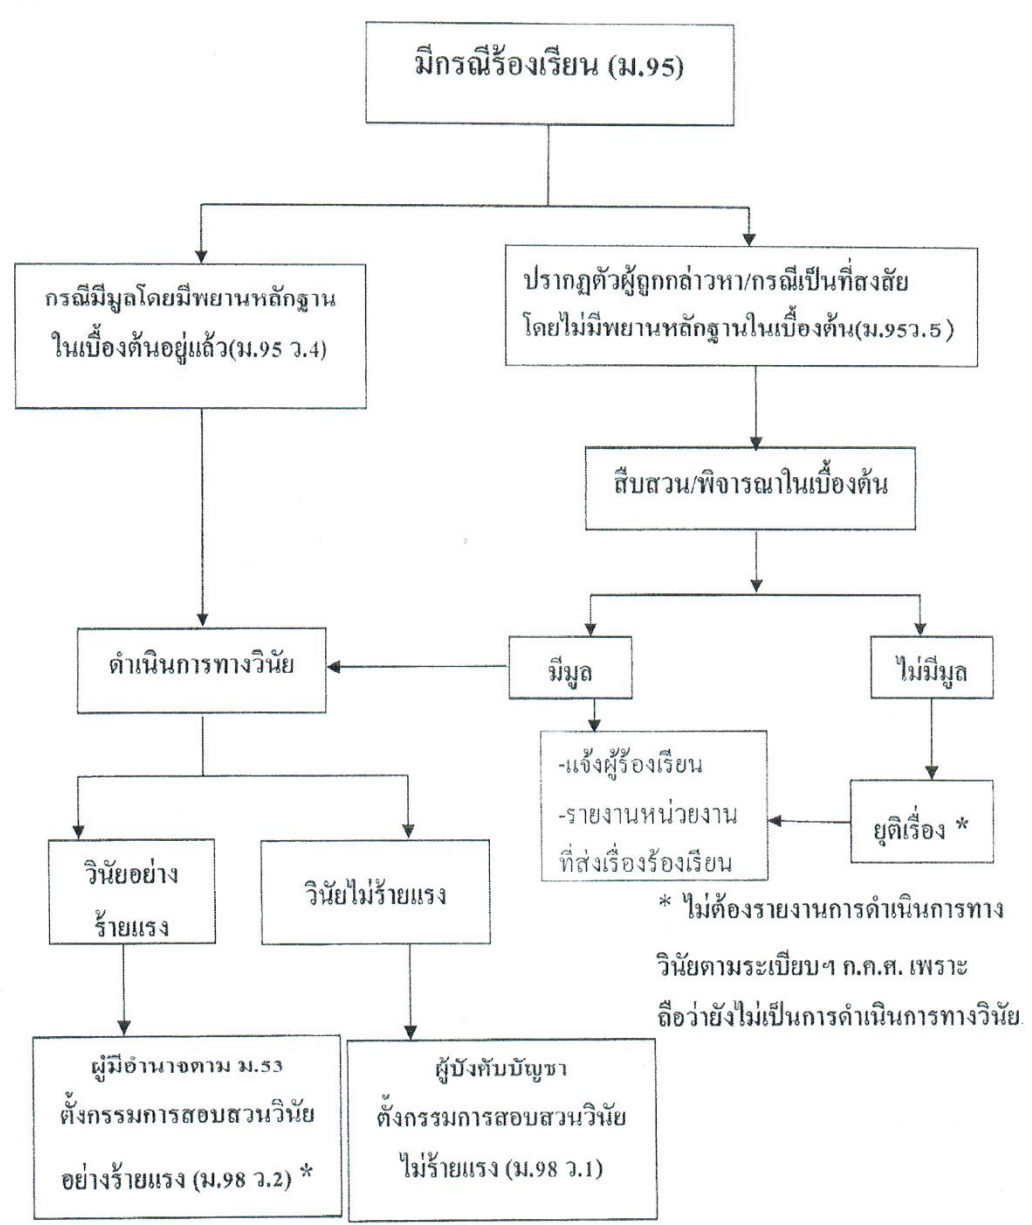 มีกรณีร้องเรียน (ม.95)
กรณีมีมูลโดยมีพยานหลักฐาน
ในเบื้องต้นอยู่แล้ว(ม.95 ว.4)
ปรากฏตัวผู้ถูกกล่าวหา/กรณีเป็นที่สงสัย
โดยไม่มีพยานหลักฐานในเบื้องต้น(ม.95ว.5 )
สืบสวน/พิจารณาในเบื้องต้น
ดำเนินการทางวินัย
มีมูล
ไม่มีมูล
-แจ้งผู้ร้องเรียน
-รายงานหน่วยงาน
ที่ส่งเรื่องร้องเรียน
ยุติเรื่อง *
วินัยอย่าง
ร้ายแรง
วินัยไม่ร้ายแรง
* ไม่ต้องรายงานการดำเนินการทาง
วินัยตามระเบียบฯ ก.ค.ศ. เพราะ
ถือว่ายังไม่เป็นการดำเนินการทางวินัย
ผู้มีอำนาจตาม ม.53
ตั้งกรรมการสอบสวนวินัย
อย่างร้ายแรง (ม.98 ว.2) *
ผู้บังคับบัญชา
ตั้งกรรมการสอบสวนวินัย
ไม่ร้ายแรง (ม.98 ว.1)